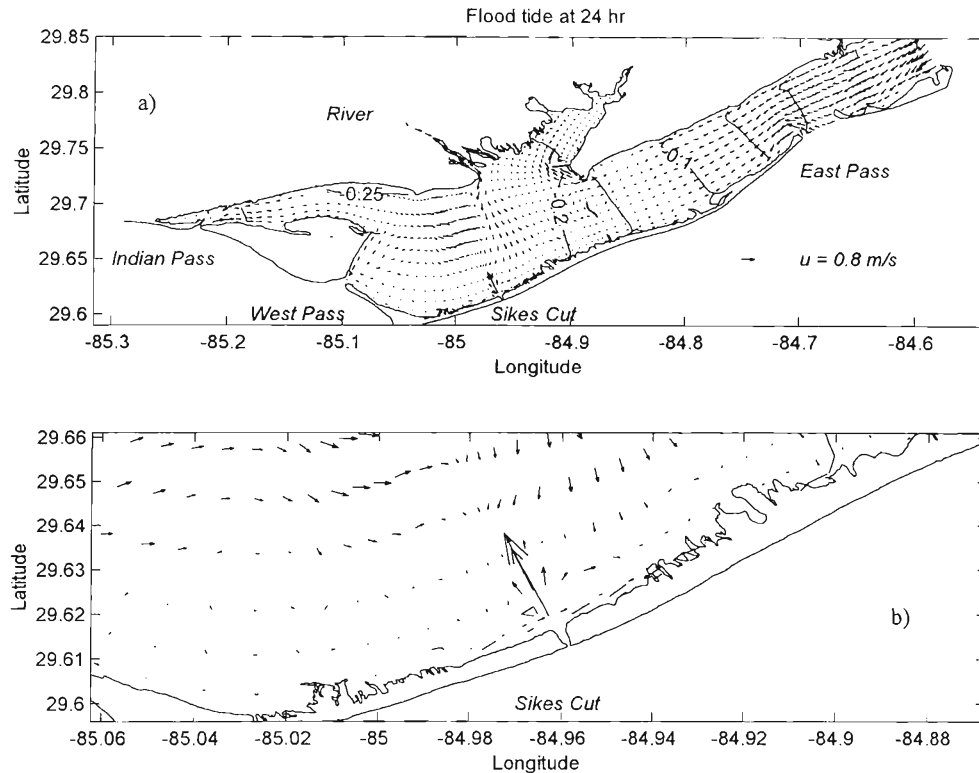 Flood tide at 24 hr
a)
29.85
29.8
29.75
29.7
29.65
29.6
Latitude
River
0.25
0.2
0.1
East Pass
Indian Pass
West Pass
Sikes Cut
u = 0.8 m/s
-85.3 -85.2 -85.1 -85 -84.9 -84.8 -84.7 -84.6
Longitude
29.66
29.65
29.64
29.63
29.62
29.61
29.6
Latitude
b)
Sikes Cut
-85.06 -85.04 -85.02 -85 -84.98 -84.96 -84.94 -84.92 -84.9 -84.88
Longitude